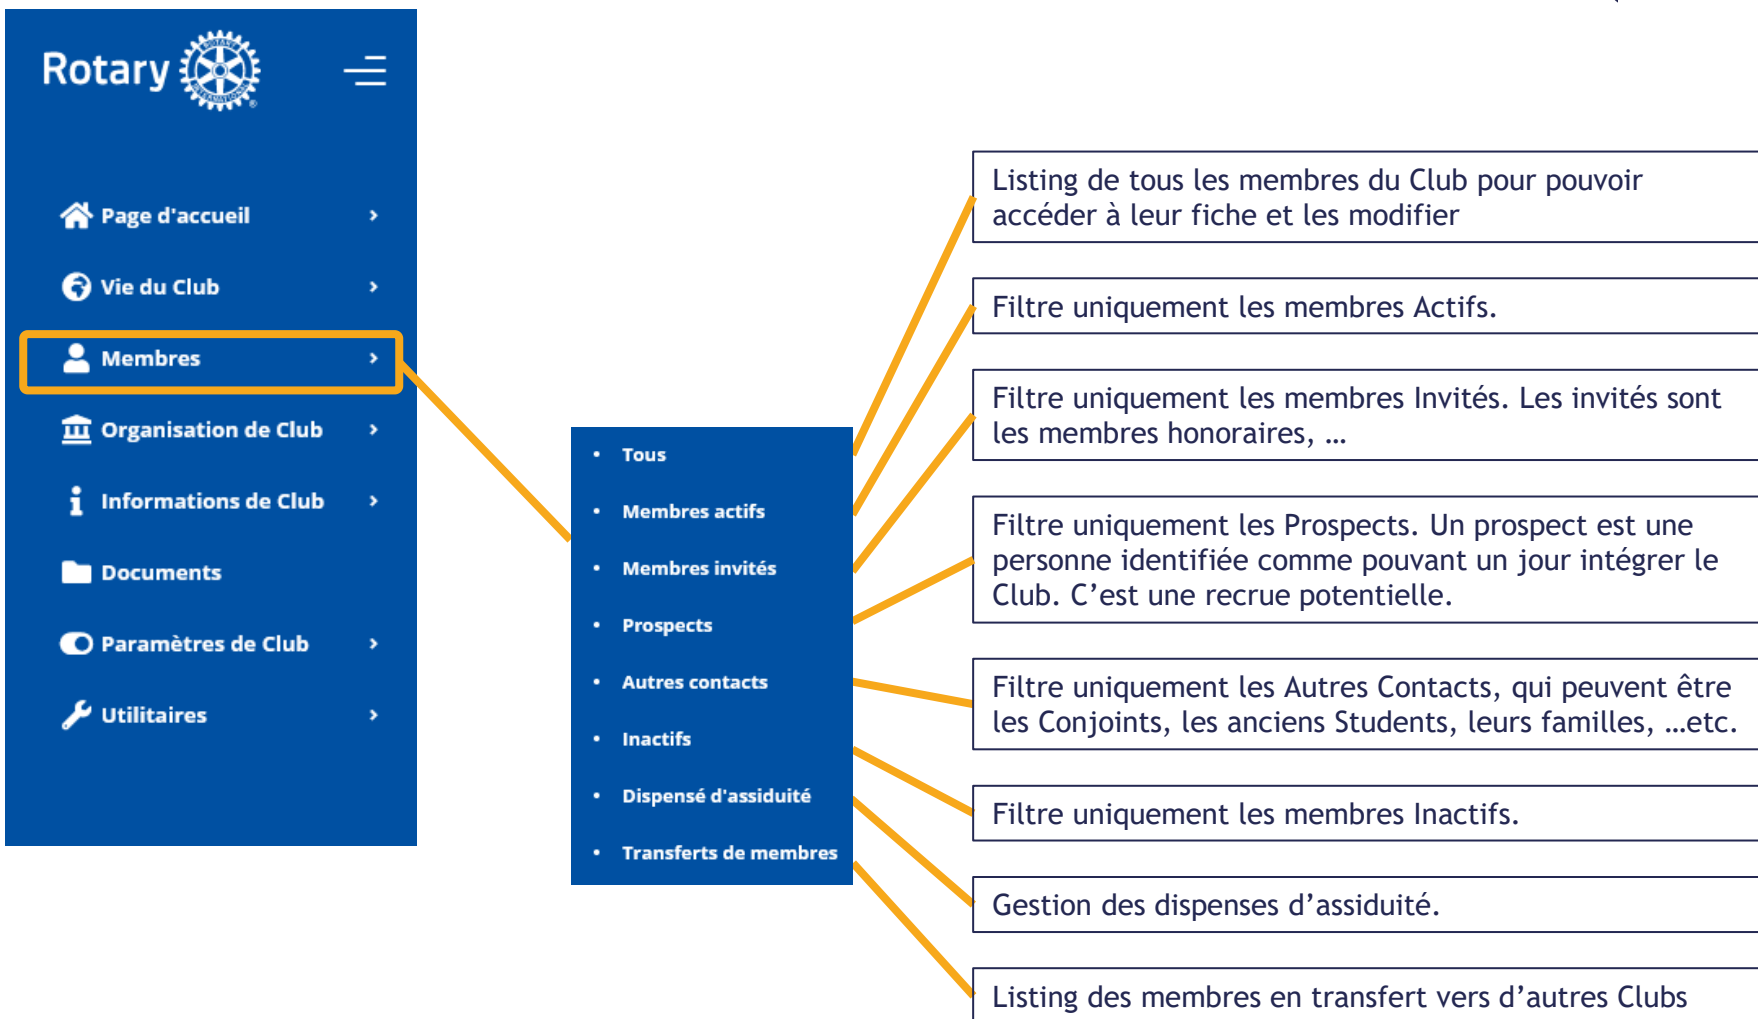 Rotary
Page d'accueil
Vie du Club
Membres
Organisation de Club
Informations de Club
Documents
Paramètres de Club
Utilitaires
• Tous
• Membres actifs
• Membres invités
• Prospects
• Autres contacts
• Inactifs
• Dispensé d'assiduité
• Transferts de membres
Listing de tous les membres du Club pour pouvoir
accéder à leur fiche et les modifier
Filtre uniquement les membres Actifs.
Filtre uniquement les membres Invités. Les invités sont
les membres honoraires, …
Filtre uniquement les Prospects. Un prospect est une
personne identifiée comme pouvant un jour intégrer le
Club. C’est une recrue potentielle.
Filtre uniquement les Autres Contacts, qui peuvent être
les Conjoints, les anciens Students, leurs familles, …etc.
Filtre uniquement les membres Inactifs.
Gestion des dispenses d’assiduité.
Listing des membres en transfert vers d’autres Clubs